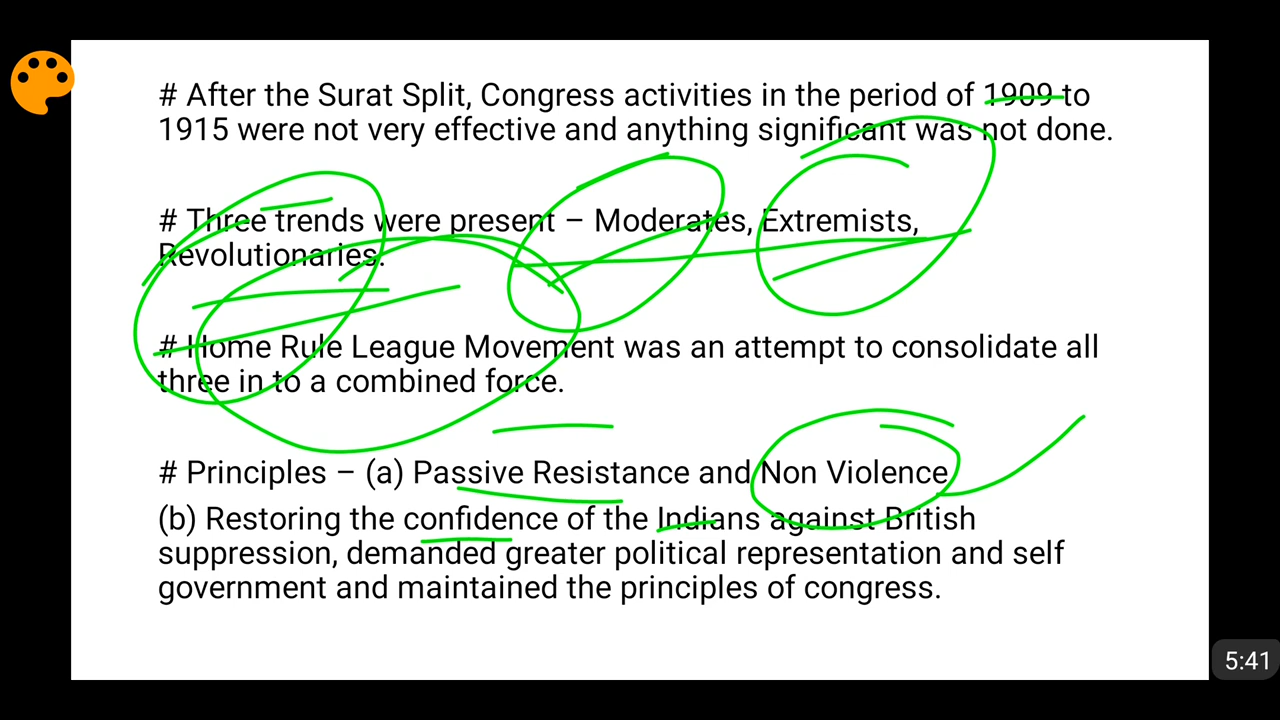 # After the Surat Split, Congress activities in the period of 1909 to
1915 were not very effective and anything significant was not done.
# Three trends were present – Moderates, Extremists,
Revolutionaries.
# Home Rule League Movement was an attempt to consolidate all
three in to a combined force.
# Principles – (a) Passive Resistance and Non Violence
(b) Restoring the confidence of the Indians against British
suppression, demanded greater political representation and self
government and maintained the principles of congress.
5:41